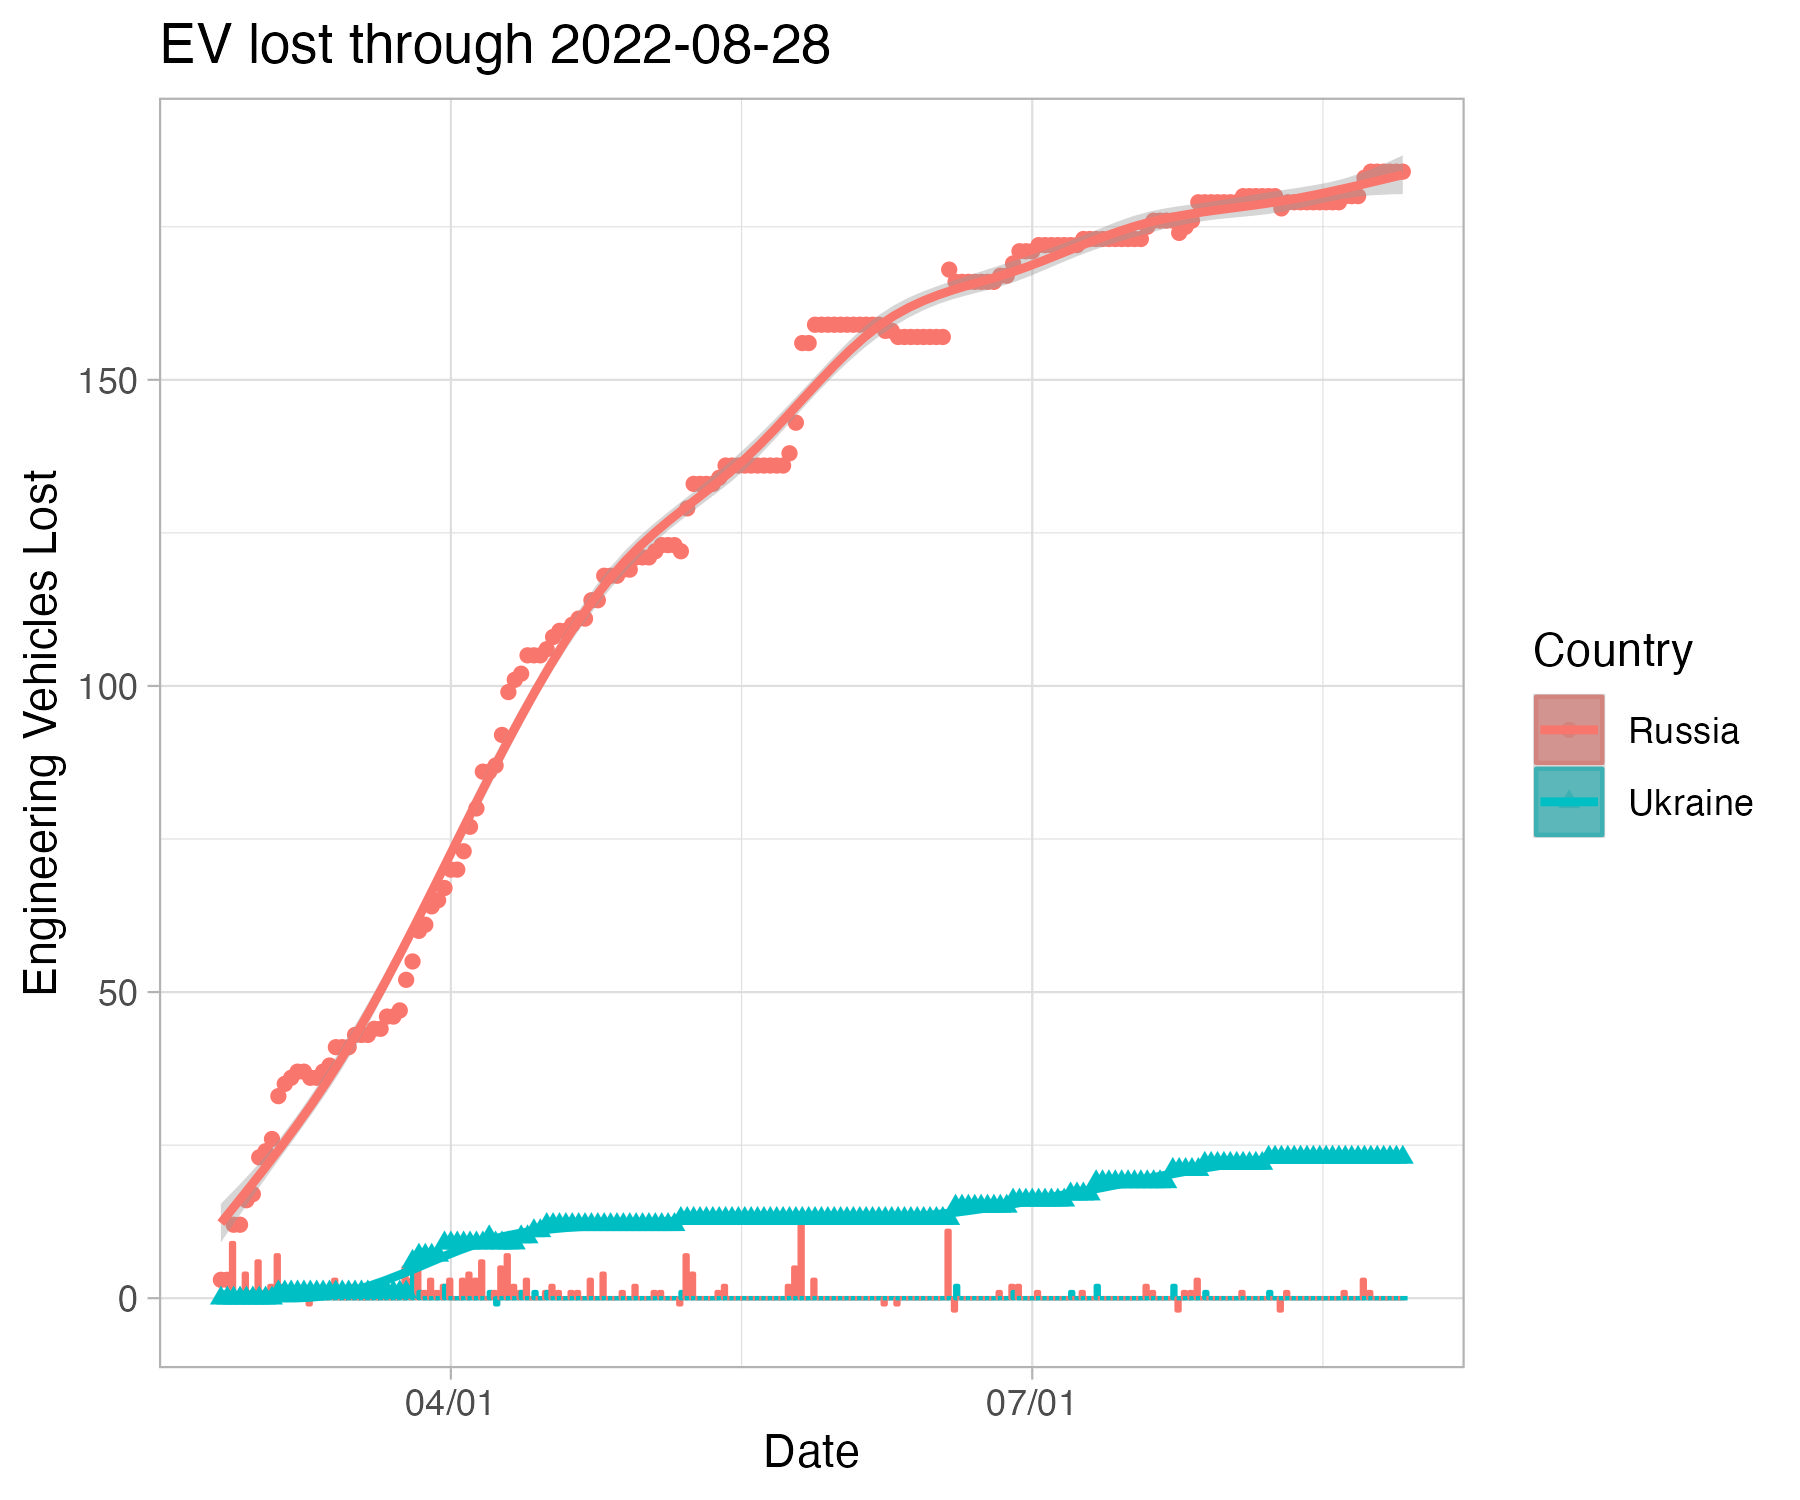 EV lost through 2022-08-28
Engineering Vehicles Lost
150
100
50
0
04/01
07/01
Date
Country
Russia
Ukraine